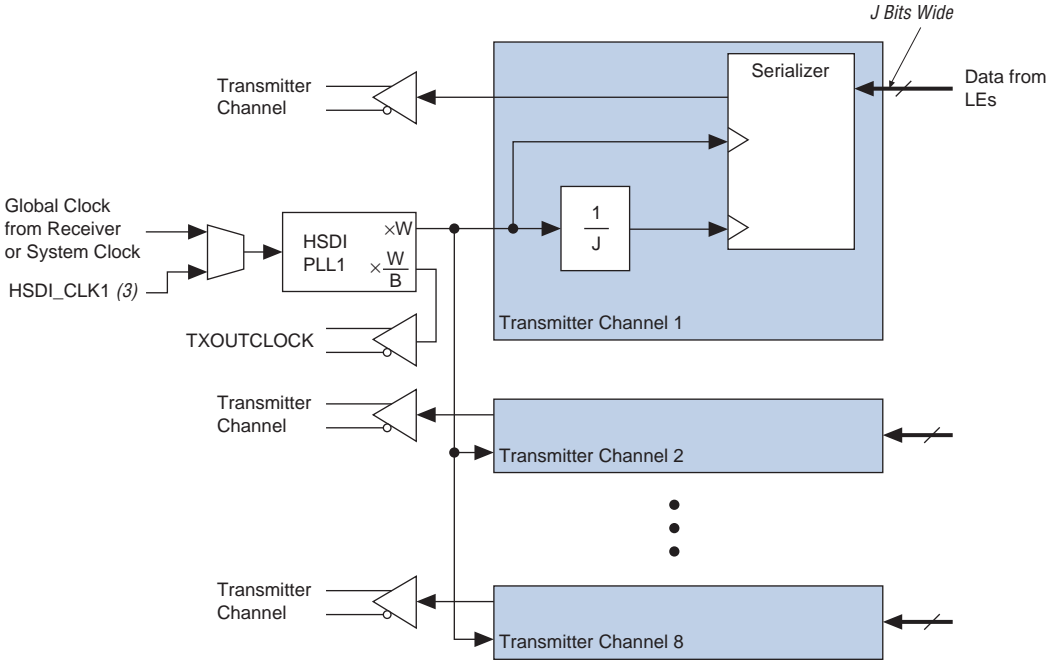 J Bits Wide
Serializer
Data from
LEs
Transmitter
Channel
Global Clock
from Receiver
or System Clock
HSDI_CLK1 (3)
HSDI
PLL1
×W
×W/B
1
J
Transmitter Channel 1
TXOUTCLOCK
Transmitter
Channel
Transmitter Channel 2
Transmitter
Channel
Transmitter Channel 8